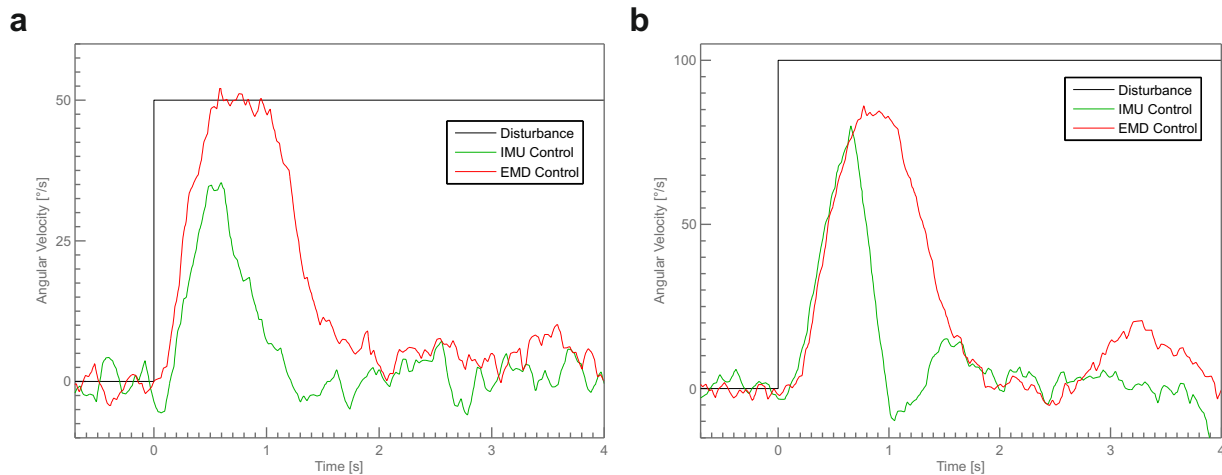 a
50
25
0
Angular Velocity [°/s]
0
1
2
3
4
Time [s]
Disturbance
IMU Control
EMD Control
b
100
50
0
Angular Velocity [°/s]
0
1
2
3
4
Time [s]
Disturbance
IMU Control
EMD Control